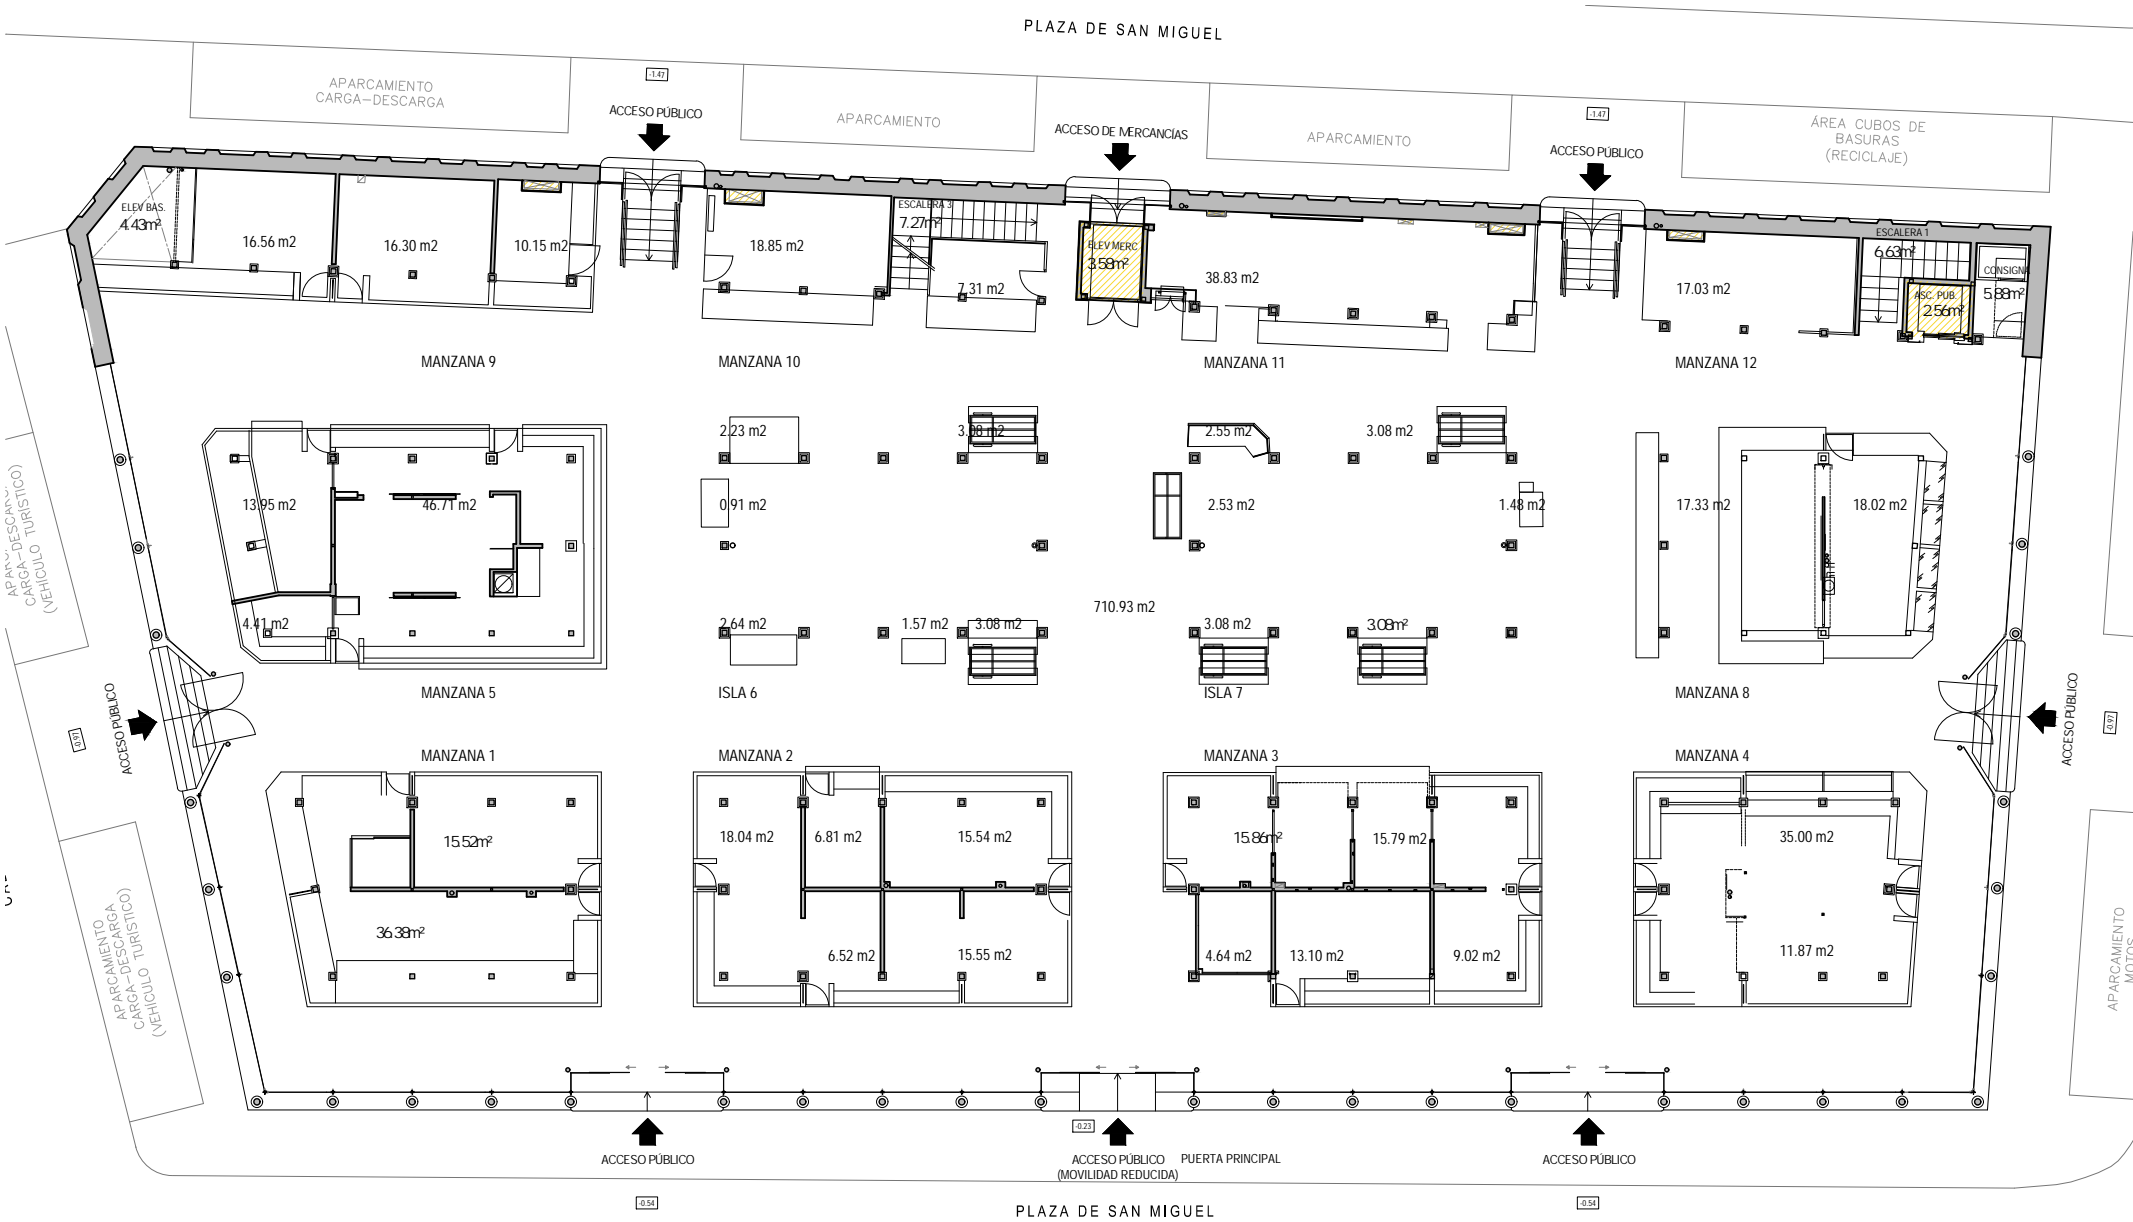 PLAZA DE SAN MIGUEL
-1.47
-1.47
APARCAMIENTO
CARGA-DESCARGA
ACCESO PÚBLICO
APARCAMIENTO
ACCESO DE MERCANCÍAS
APARCAMIENTO
ACCESO PÚBLICO
ÁREA CUBOS DE
BASURAS
(RECICLAJE)
ELEV BAS.
4.43m²
16.56 m2
16.30 m2
10.15 m2
18.85 m2
ESCALERA 3
7.27m²
7.31 m2
ELEV MERC
3.58m²
38.83 m2
17.03 m2
ESCALERA 1
6.63m²
ASC. PUB.
2.56m²
CONSIGNA
5.88m²
MANZANA 9
MANZANA 10
MANZANA 11
MANZANA 12
2.23 m2
3.08 m2
2.55 m2
3.08 m2
13.95 m2
46.71 m2
0.91 m2
2.53 m2
1.48 m2
17.33 m2
18.02 m2
CARGA-DESCARGA
(VEHÍCULO TURÍSTICO)
710.93 m2
4.41 m2
2.64 m2
1.57 m2
3.08 m2
3.08 m2
3.08m²
MANZANA 5
ISLA 6
ISLA 7
MANZANA 8
ACCESO PÚBLICO
-0.97
ACCESO PÚBLICO
-0.97
MANZANA 1
MANZANA 2
MANZANA 3
MANZANA 4
15.52m²
18.04 m2
6.81 m2
15.54 m2
15.86m²
15.79 m2
35.00 m2
36.38m²
6.52 m2
15.55 m2
4.64 m2
13.10 m2
9.02 m2
11.87 m2
APARCAMIENTO
CARGA-DESCARGA
(VEHÍCULO TURÍSTICO)
APARCAMIENTO
MOTOS
-0.23
ACCESO PÚBLICO
ACCESO PÚBLICO
(MOVILIDAD REDUCIDA)
PUERTA PRINCIPAL
ACCESO PÚBLICO
-0.54
-0.54
PLAZA DE SAN MIGUEL